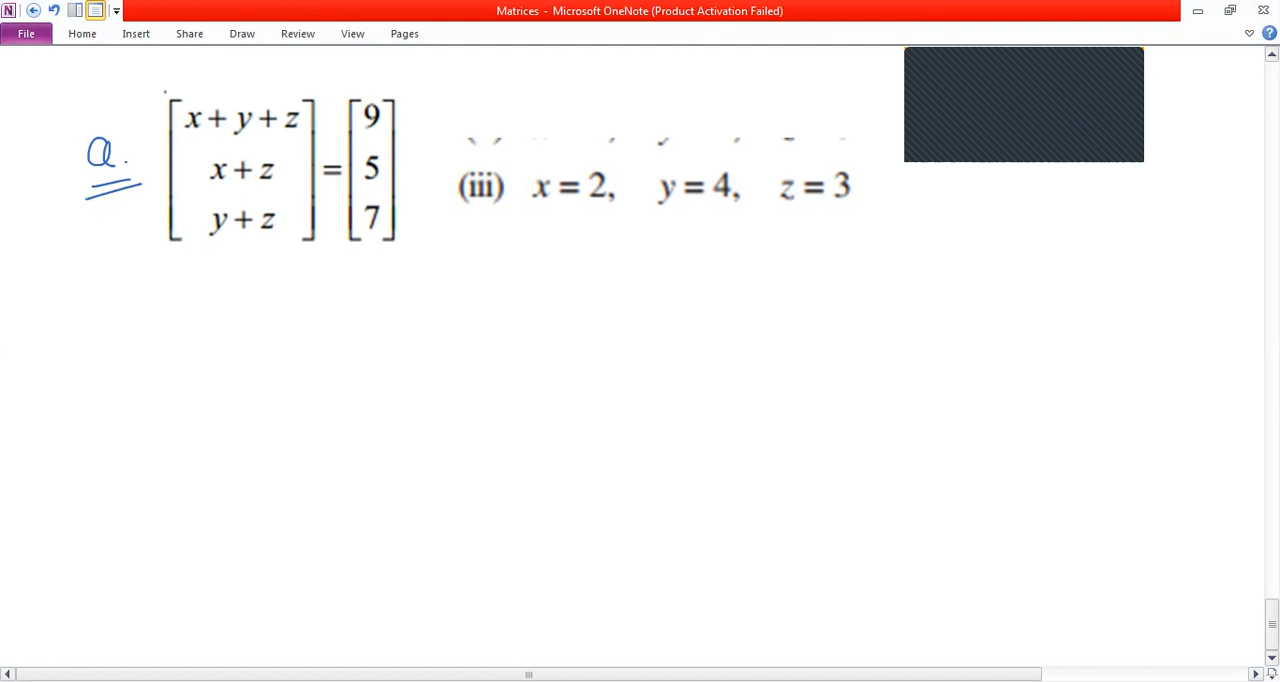 Matrices - Microsoft OneNote (Product Activation Failed)
File Home Insert Share Draw Review View Pages
Q.
x + y + z
x + z
y + z
=
9
5
7
(iii) x = 2, y = 4, z = 3